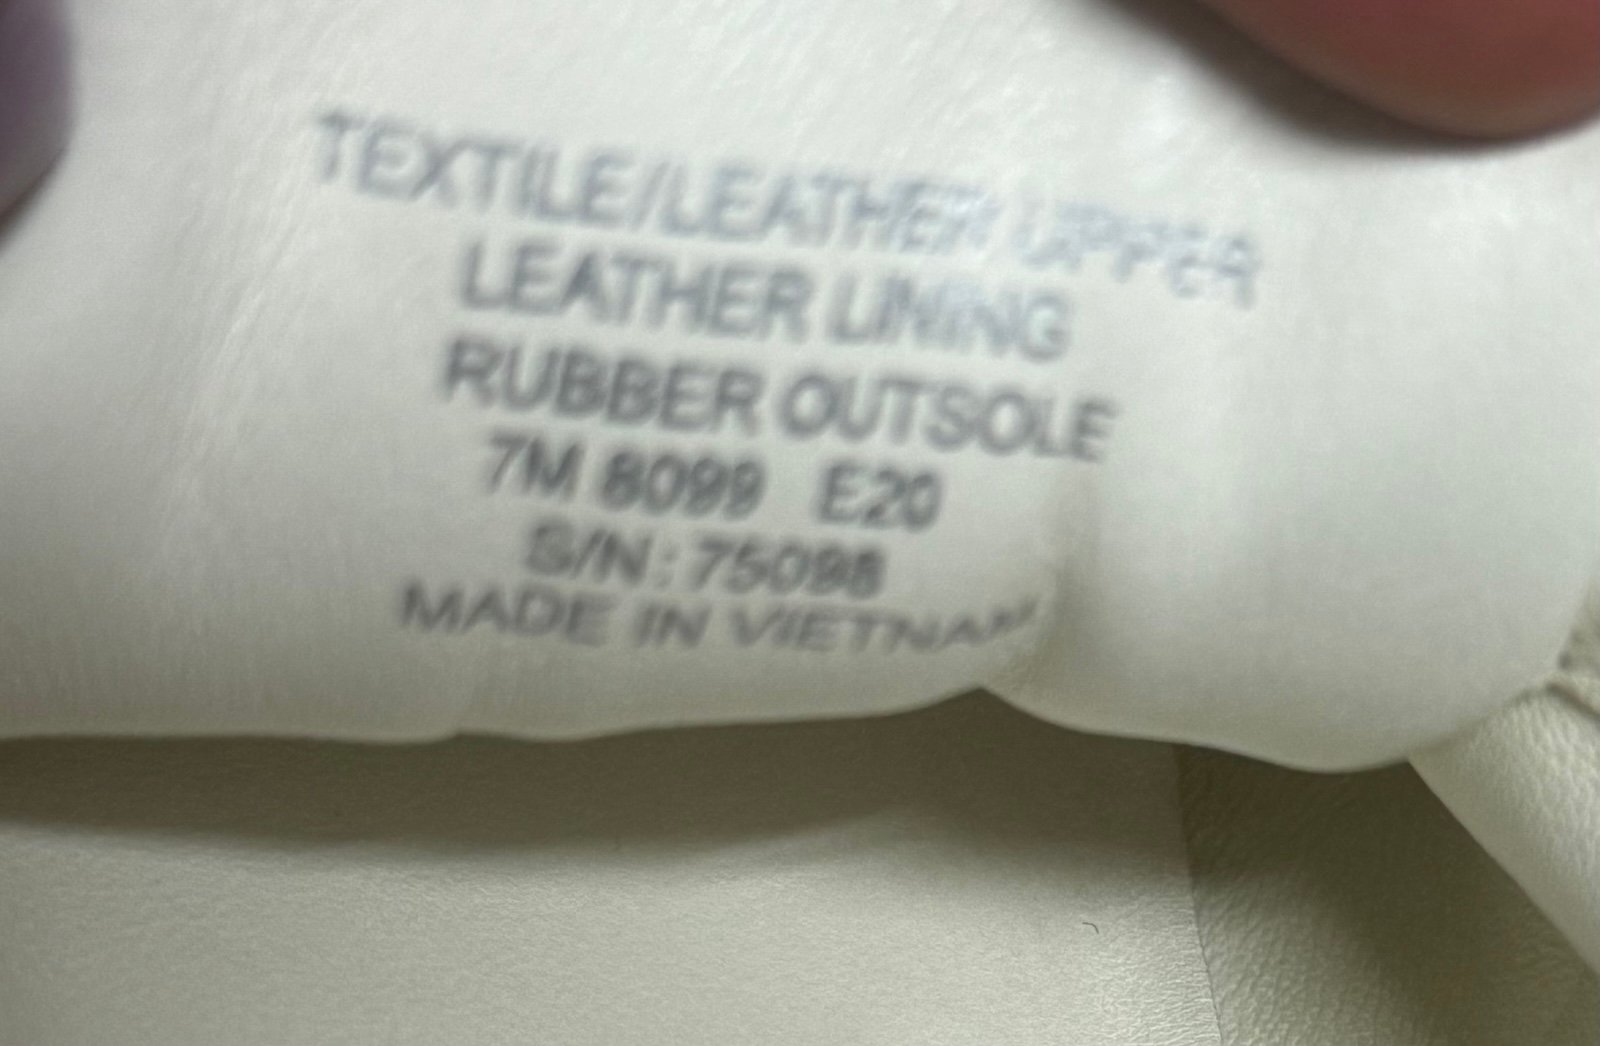 TEXTILE/LEATHER UPPER
LEATHER LINING
RUBBER OUTSOLE
7M 8099 E20
S/N: 75098
MADE IN VIETNAM